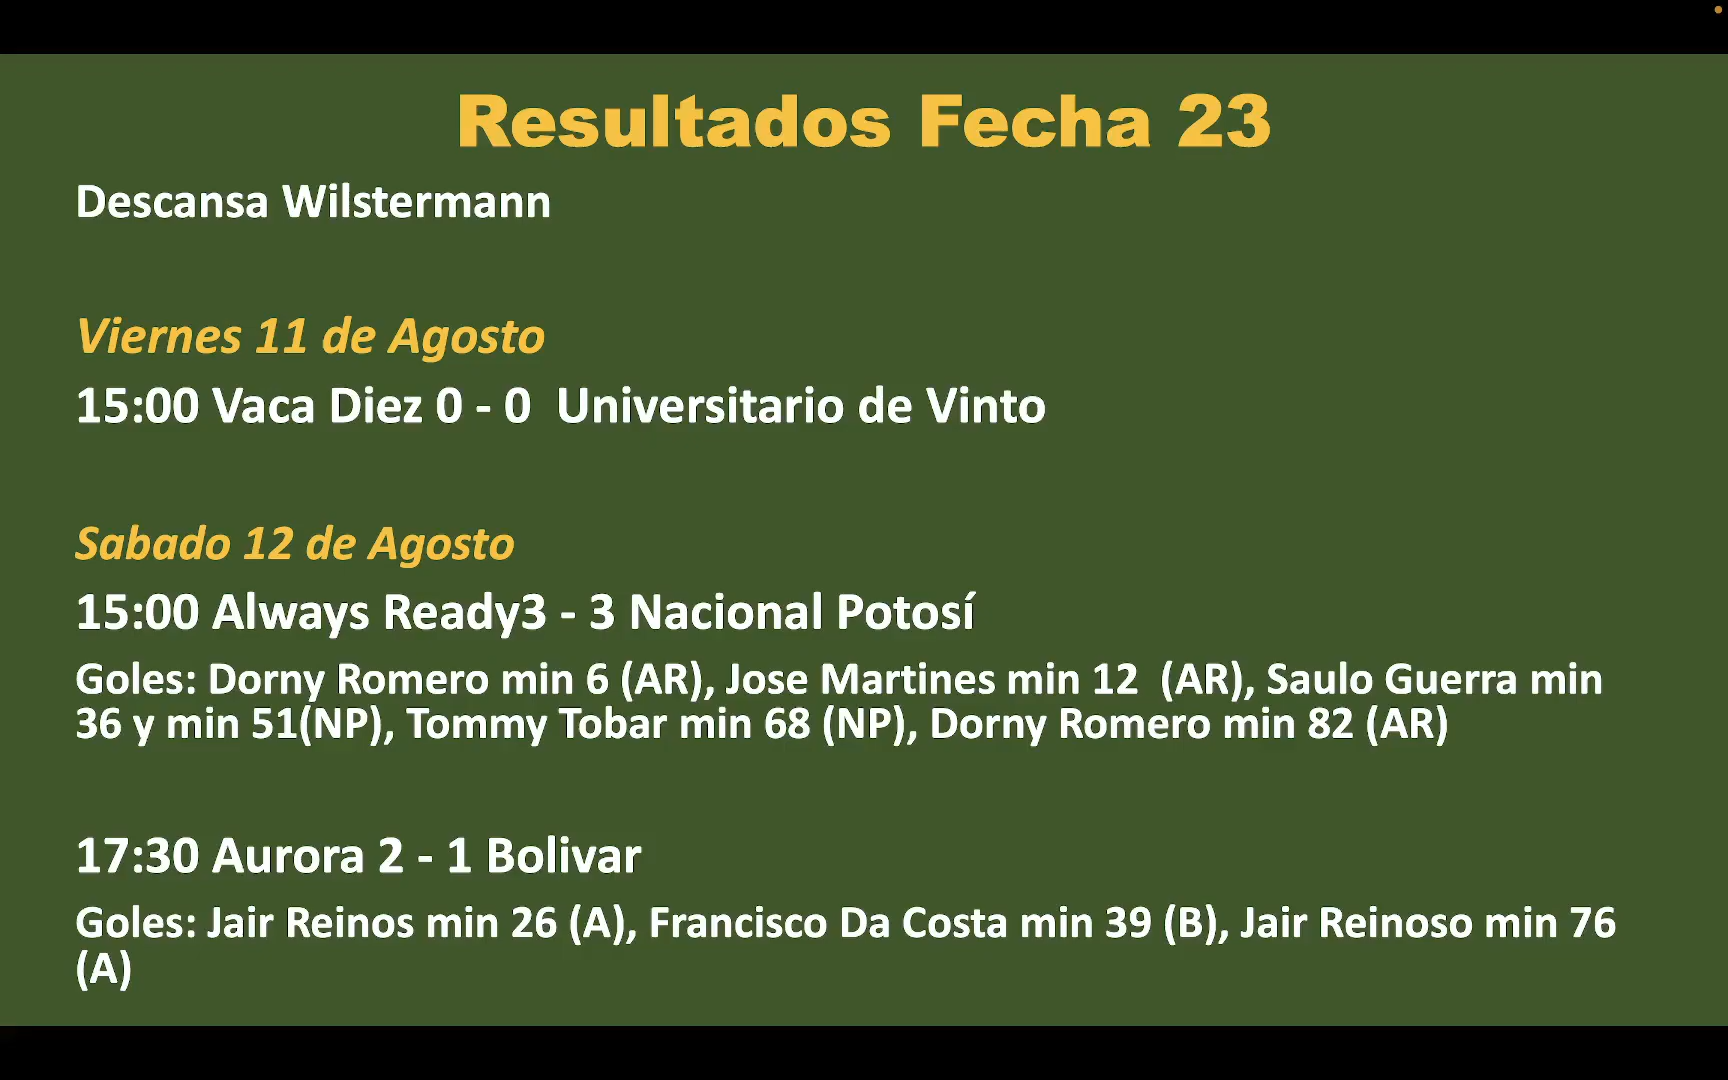 Resultados Fecha 23
Descansa Wilstermann
Viernes 11 de Agosto
15:00 Vaca Diez 0 - 0  Universitario de Vinto
Sabado 12 de Agosto
15:00 Always Ready3 - 3 Nacional Potosí
Goles: Dorny Romero min 6 (AR), Jose Martines min 12  (AR), Saulo Guerra min
36 y min 51(NP), Tommy Tobar min 68 (NP), Dorny Romero min 82 (AR)
17:30 Aurora 2 - 1 Bolivar
Goles: Jair Reinos min 26 (A), Francisco Da Costa min 39 (B), Jair Reinoso min 76
(A)